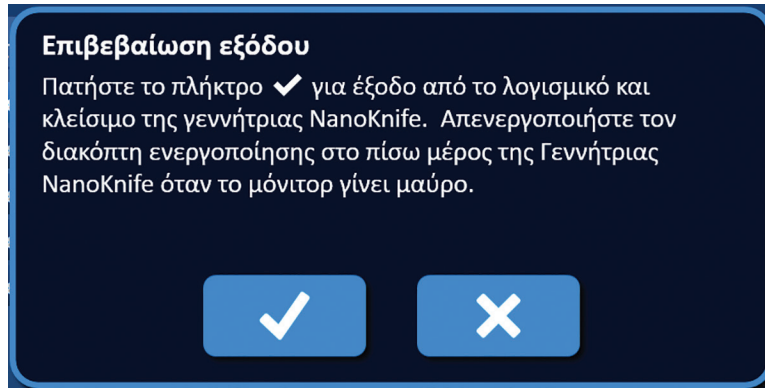 Επιβεβαίωση εξόδου
Πατήστε το πλήκτρο ✔ για έξοδο από το λογισμικό και
κλείσιμο της γεννήτριας NanoKnife. Απενεργοποιήστε τον
διακόπτη ενεργοποίησης στο πίσω μέρος της Γεννήτριας
NanoKnife όταν το μόνιτορ γίνει μαύρο.